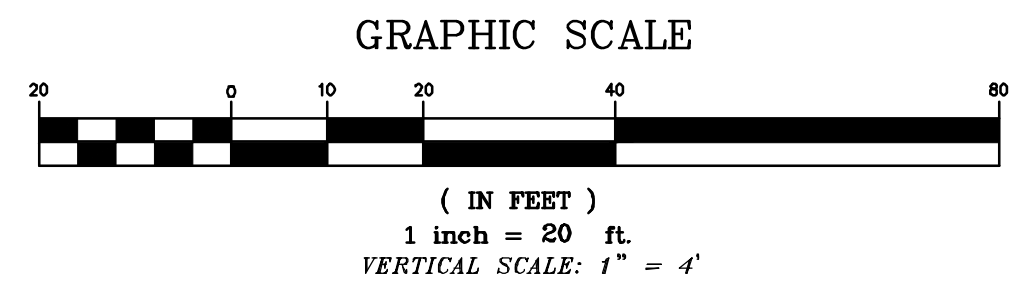 GRAPHIC SCALE
20 0 10 20 40 80
( IN FEET )
1 inch = 20 ft.
VERTICAL SCALE: 1" = 4'